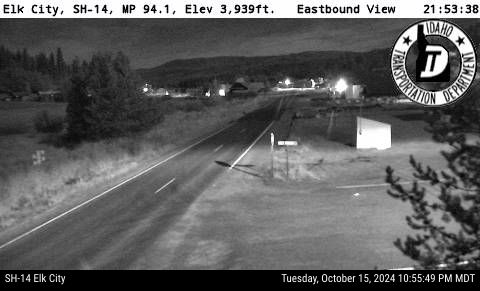 Elk City, SH-14, MP 94.1, Elev 3,939ft. Eastbound View 21:53:38
IDAHO
TRANSPORTATION DEPARTMENT
SH-14 Elk City Tuesday, October 15, 2024 10:55:49 PM MDT